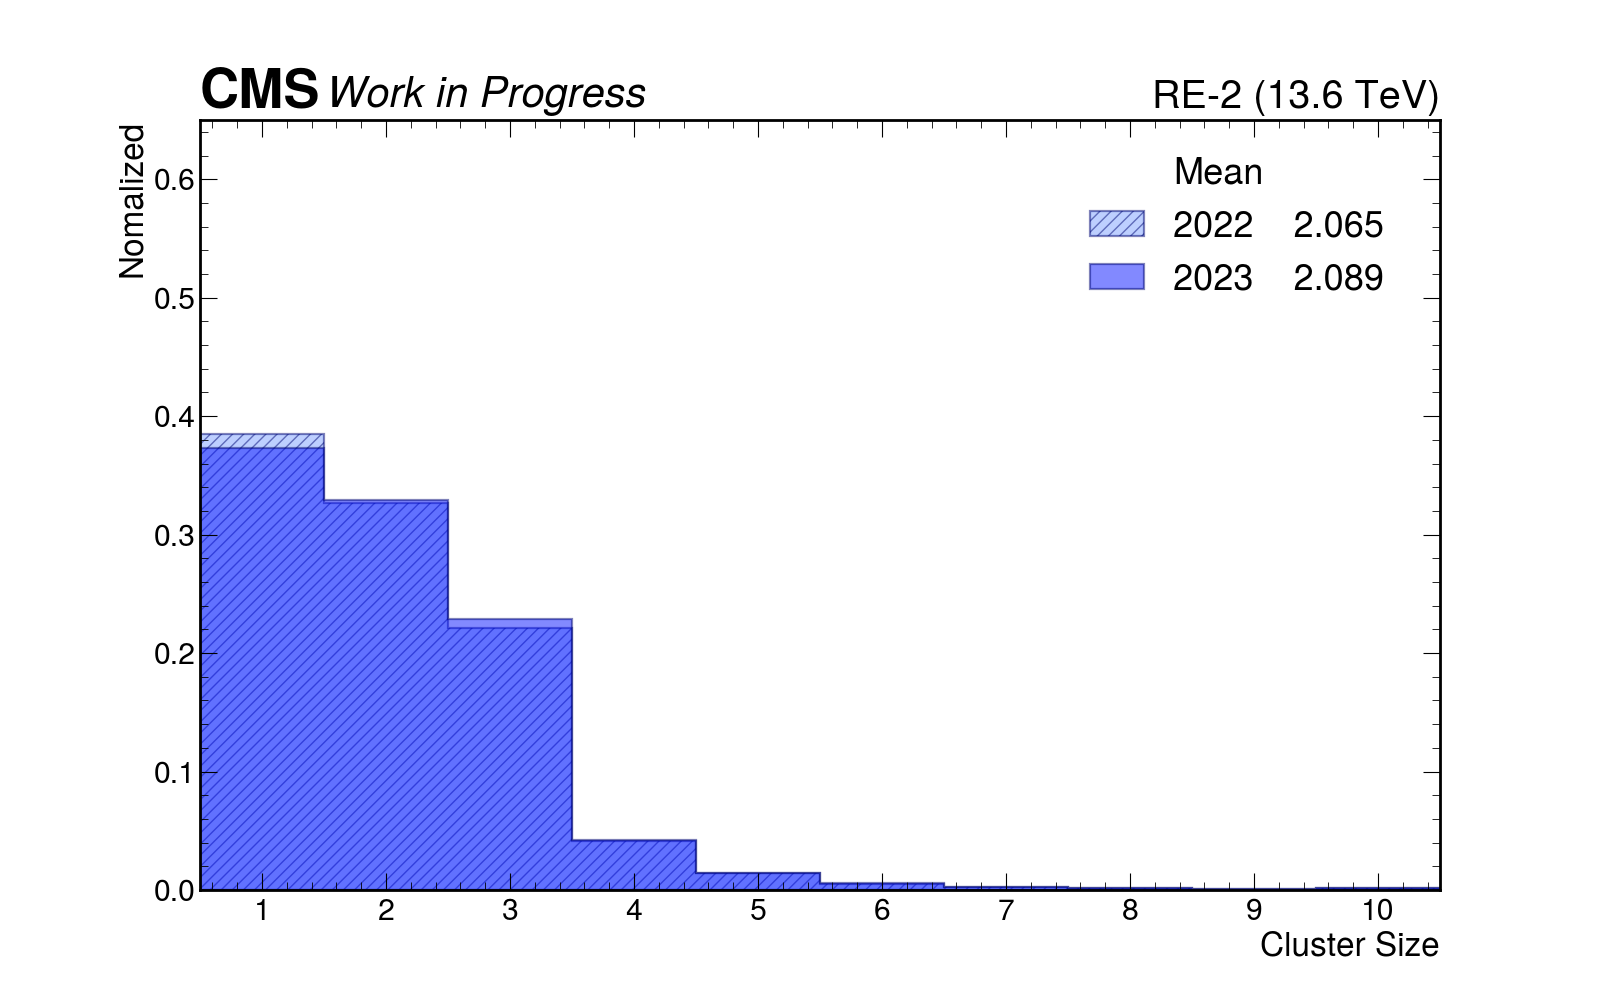 CMS Work in Progress
RE-2 (13.6 TeV)
Nomalized
Mean
2022 2.065
2023 2.089
0.6
0.5
0.4
0.3
0.2
0.1
0.0
1 2 3 4 5 6 7 8 9 10
Cluster Size